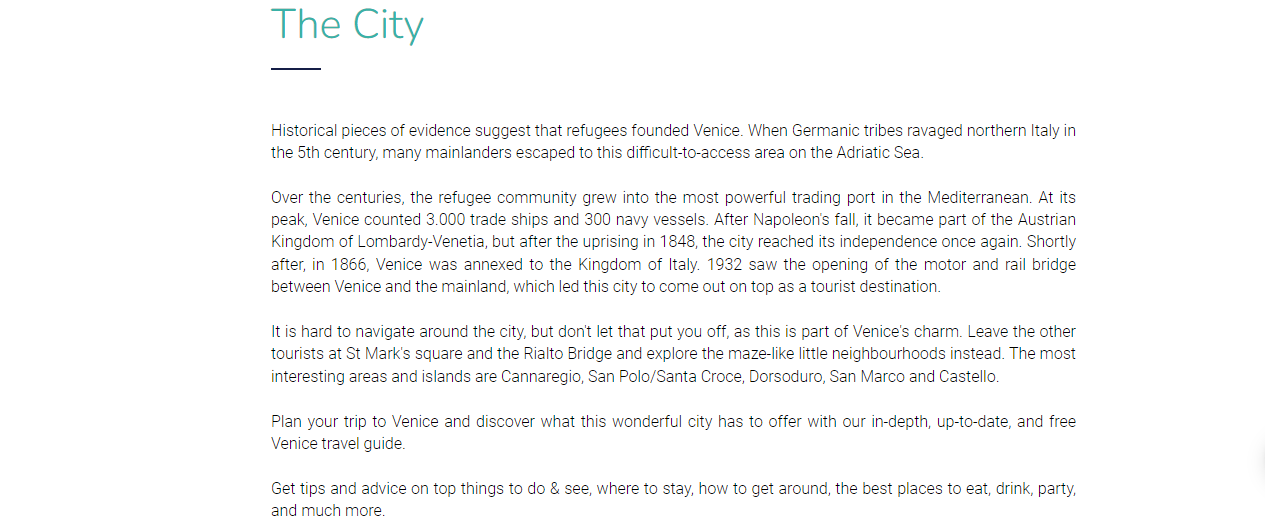 The City
Historical pieces of evidence suggest that refugees founded Venice. When Germanic tribes ravaged northern Italy in
the 5th century, many mainlanders escaped to this difficult-to-access area on the Adriatic Sea.
Over the centuries, the refugee community grew into the most powerful trading port in the Mediterranean. At its
peak, Venice counted 3.000 trade ships and 300 navy vessels. After Napoleon's fall, it became part of the Austrian
Kingdom of Lombardy-Venetia, but after the uprising in 1848, the city reached its independence once again. Shortly
after, in 1866, Venice was annexed to the Kingdom of Italy. 1932 saw the opening of the motor and rail bridge
between Venice and the mainland, which led this city to come out on top as a tourist destination.
It is hard to navigate around the city, but don't let that put you off, as this is part of Venice's charm. Leave the other
tourists at St Mark's square and the Rialto Bridge and explore the maze-like little neighbourhoods instead. The most
interesting areas and islands are Cannaregio, San Polo/Santa Croce, Dorsoduro, San Marco and Castello.
Plan your trip to Venice and discover what this wonderful city has to offer with our in-depth, up-to-date, and free
Venice travel guide.
Get tips and advice on top things to do & see, where to stay, how to get around, the best places to eat, drink, party,
and much more.